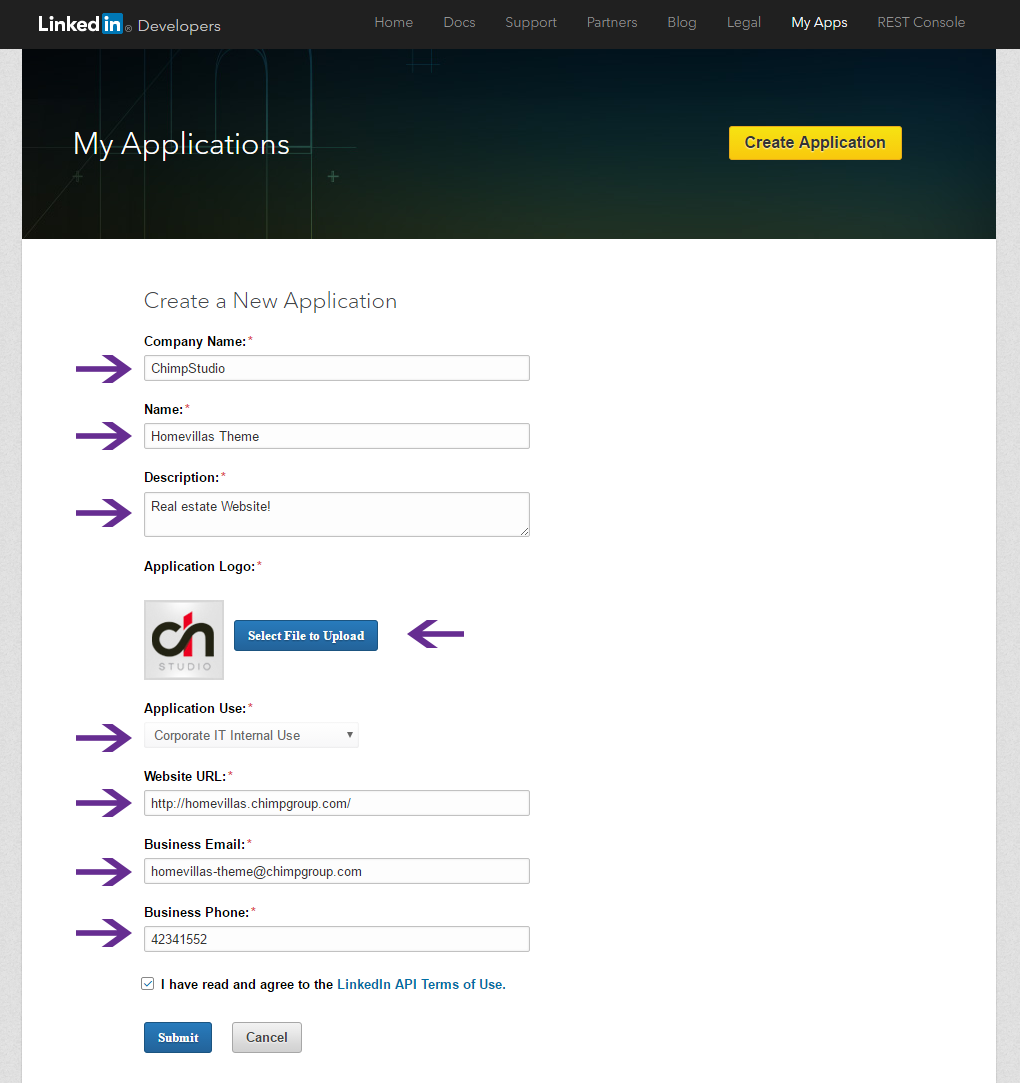 Linked in ® Developers
Home Docs Support Partners Blog Legal My Apps REST Console
My Applications
Create Application
Create a New Application
Company Name:*
ChimpStudio
Name:*
Homevillas Theme
Description:*
Real estate Website!
Application Logo:*
ch
STUDIO
Select File to Upload
Application Use:*
Corporate IT Internal Use
Website URL:*
http://homevillas.chimpgroup.com/
Business Email:*
homevillas-theme@chimpgroup.com
Business Phone:*
42341552
I have read and agree to the LinkedIn API Terms of Use.
Submit Cancel